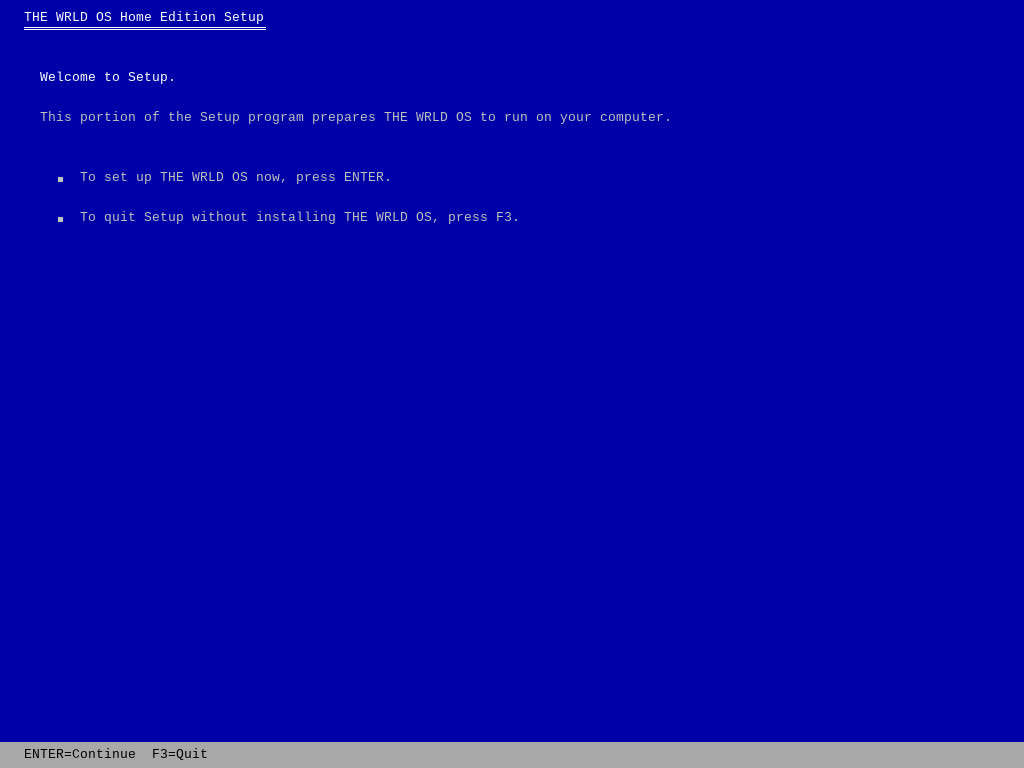 THE WRLD OS Home Edition Setup
Welcome to Setup.
This portion of the Setup program prepares THE WRLD OS to run on your computer.
To set up THE WRLD OS now, press ENTER.
To quit Setup without installing THE WRLD OS, press F3.
ENTER=Continue  F3=Quit